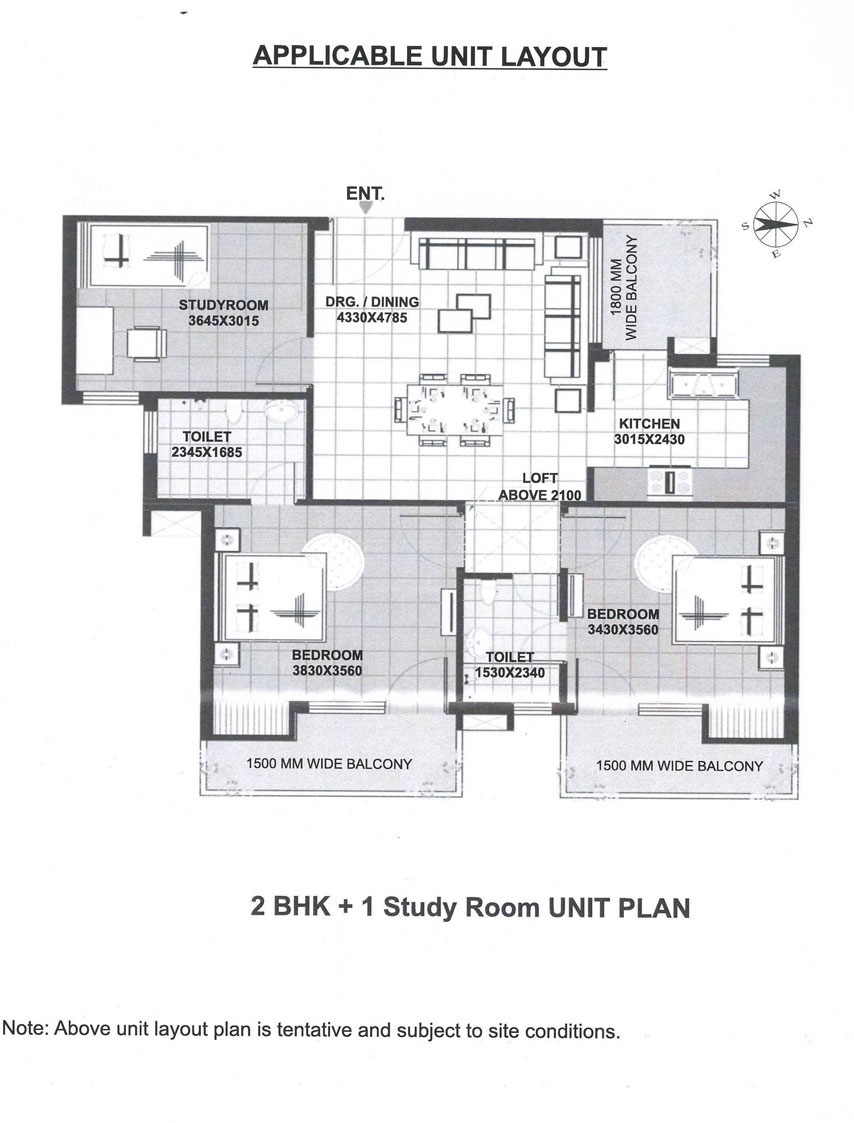 APPLICABLE UNIT LAYOUT
ENT.
W
N
S
E
STUDYROOM
3645X3015
DRG. / DINING
4330X4785
1800 MM
WIDE BALCONY
KITCHEN
3015X2430
TOILET
2345X1685
LOFT
ABOVE 2100
BEDROOM
3830X3560
TOILET
1530X2340
BEDROOM
3430X3560
1500 MM WIDE BALCONY
1500 MM WIDE BALCONY
2 BHK + 1 Study Room UNIT PLAN
Note: Above unit layout plan is tentative and subject to site conditions.